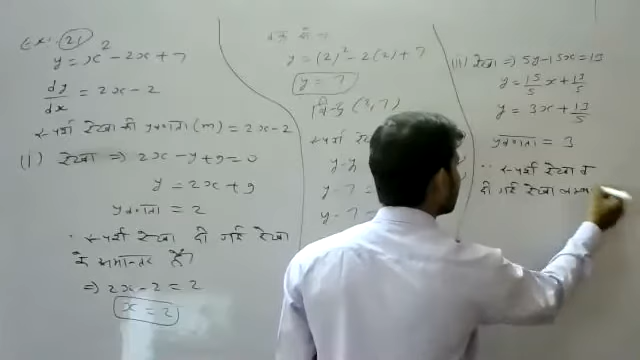 Ex: (21)
y = x² - 2x + 7
dy/dx = 2x - 2
स्पर्श रेखा की प्रवणता (m) = 2x - 2
(i) रेखा ⇒ 2x - y + 9 = 0
y = 2x + 9
प्रवणता = 2
∵ स्पर्श रेखा दी गई रेखा
के समान्तर है।
⇒ 2x - 2 = 2
x = 2
y = (2)² - 2(2) + 7
y = 7
बिन्दु (2, 7)
स्पर्श
y - y
y - 7 =
y - 7 =
(ii) रेखा ⇒ 5y - 15x = 13
y = 15/5 x + 13/5
y = 3x + 13/5
प्रवणता = 3
∵ स्पर्श रेखा व
दी गई रेखा